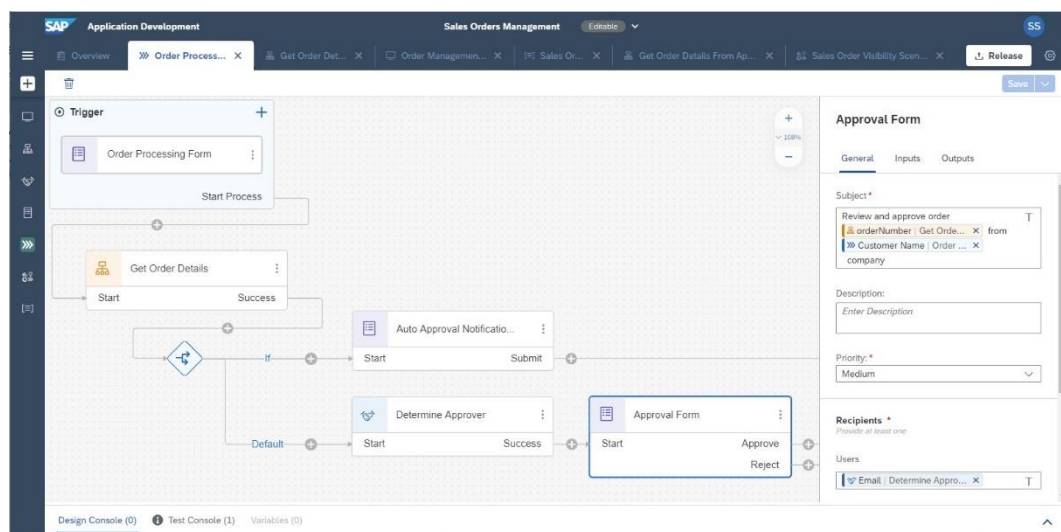 SAP Application Development Sales Orders Management Editable SS
Overview Order Process... Get Order Det... Order Managemen... Sales Or... Get Order Details From Ap... Sales Order Visibility Scen... Release
Save
Trigger
Order Processing Form
Start Process
Get Order Details
Start Success
If
Auto Approval Notificatio...
Start Submit
Default
Determine Approver
Start Success
Approval Form
Start Approve
Reject
108%
Approval Form
General Inputs Outputs
Subject*
Review and approve order
orderNumber | Get Orde... from
Customer Name | Order ...
company
Description:
Enter Description
Priority:*
Medium
Recipients *
Provide at least one
Users
Email | Determine Appro...
Design Console (0) Test Console (1) Variables (0)